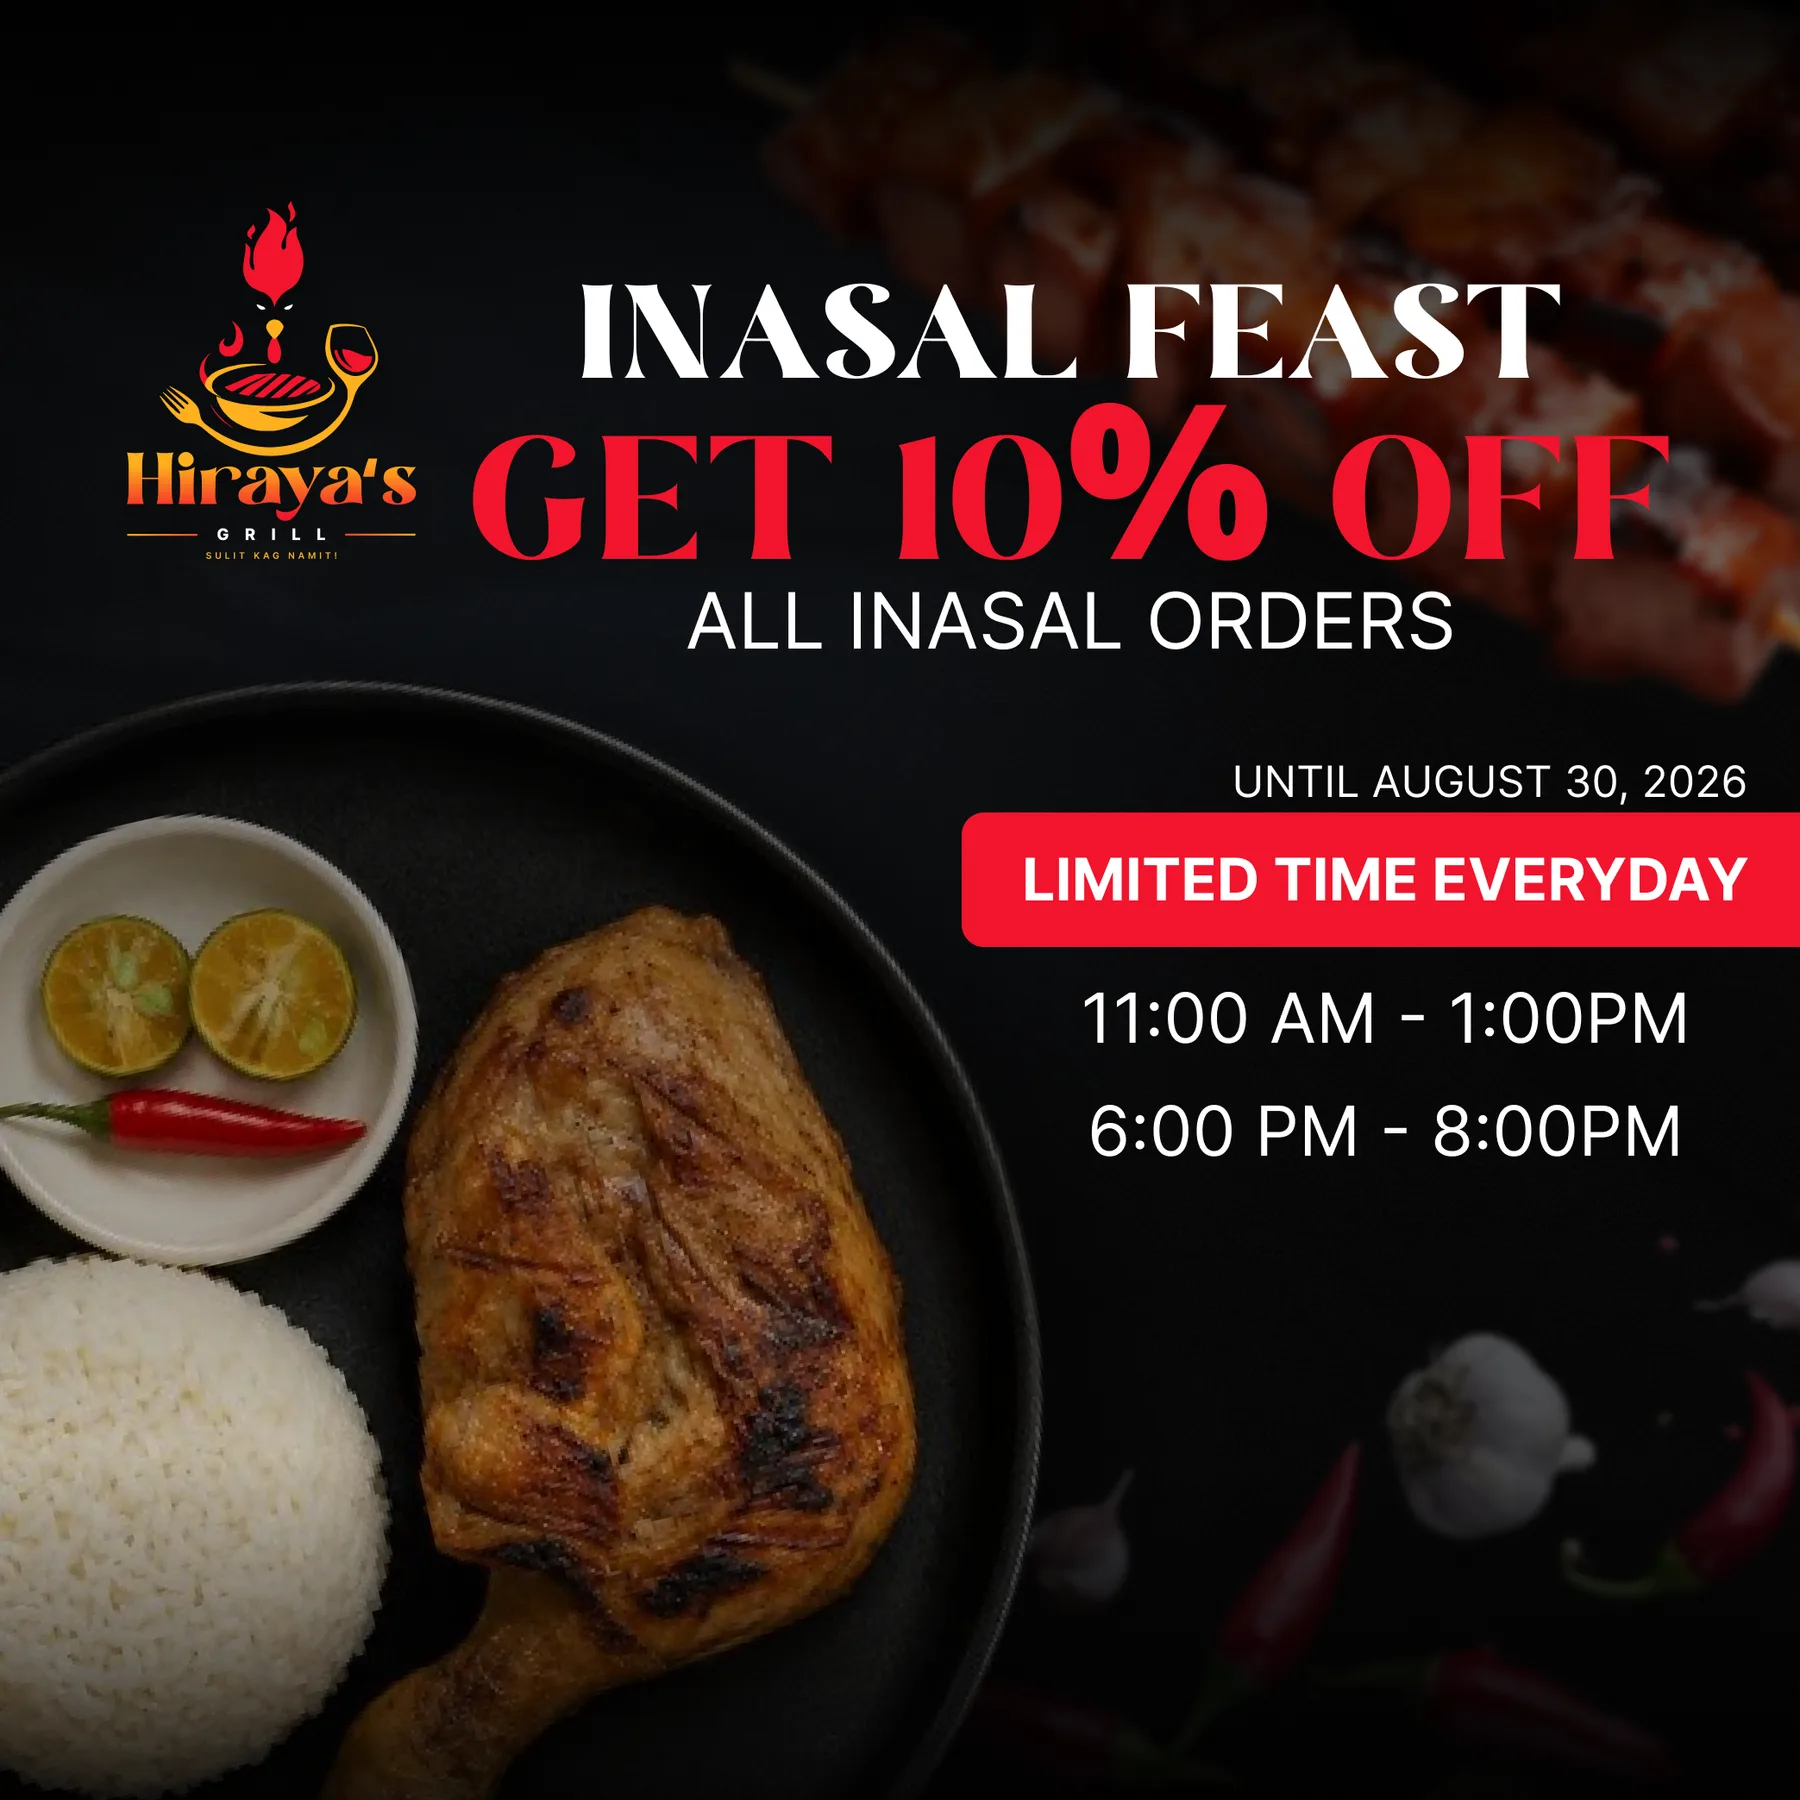 Hiraya's
GRILL
SULIT KAG NAMIT!
INASAL FEAST
GET 10% OFF
ALL INASAL ORDERS
UNTIL AUGUST 30, 2026
LIMITED TIME EVERYDAY
11:00 AM - 1:00PM
6:00 PM - 8:00PM